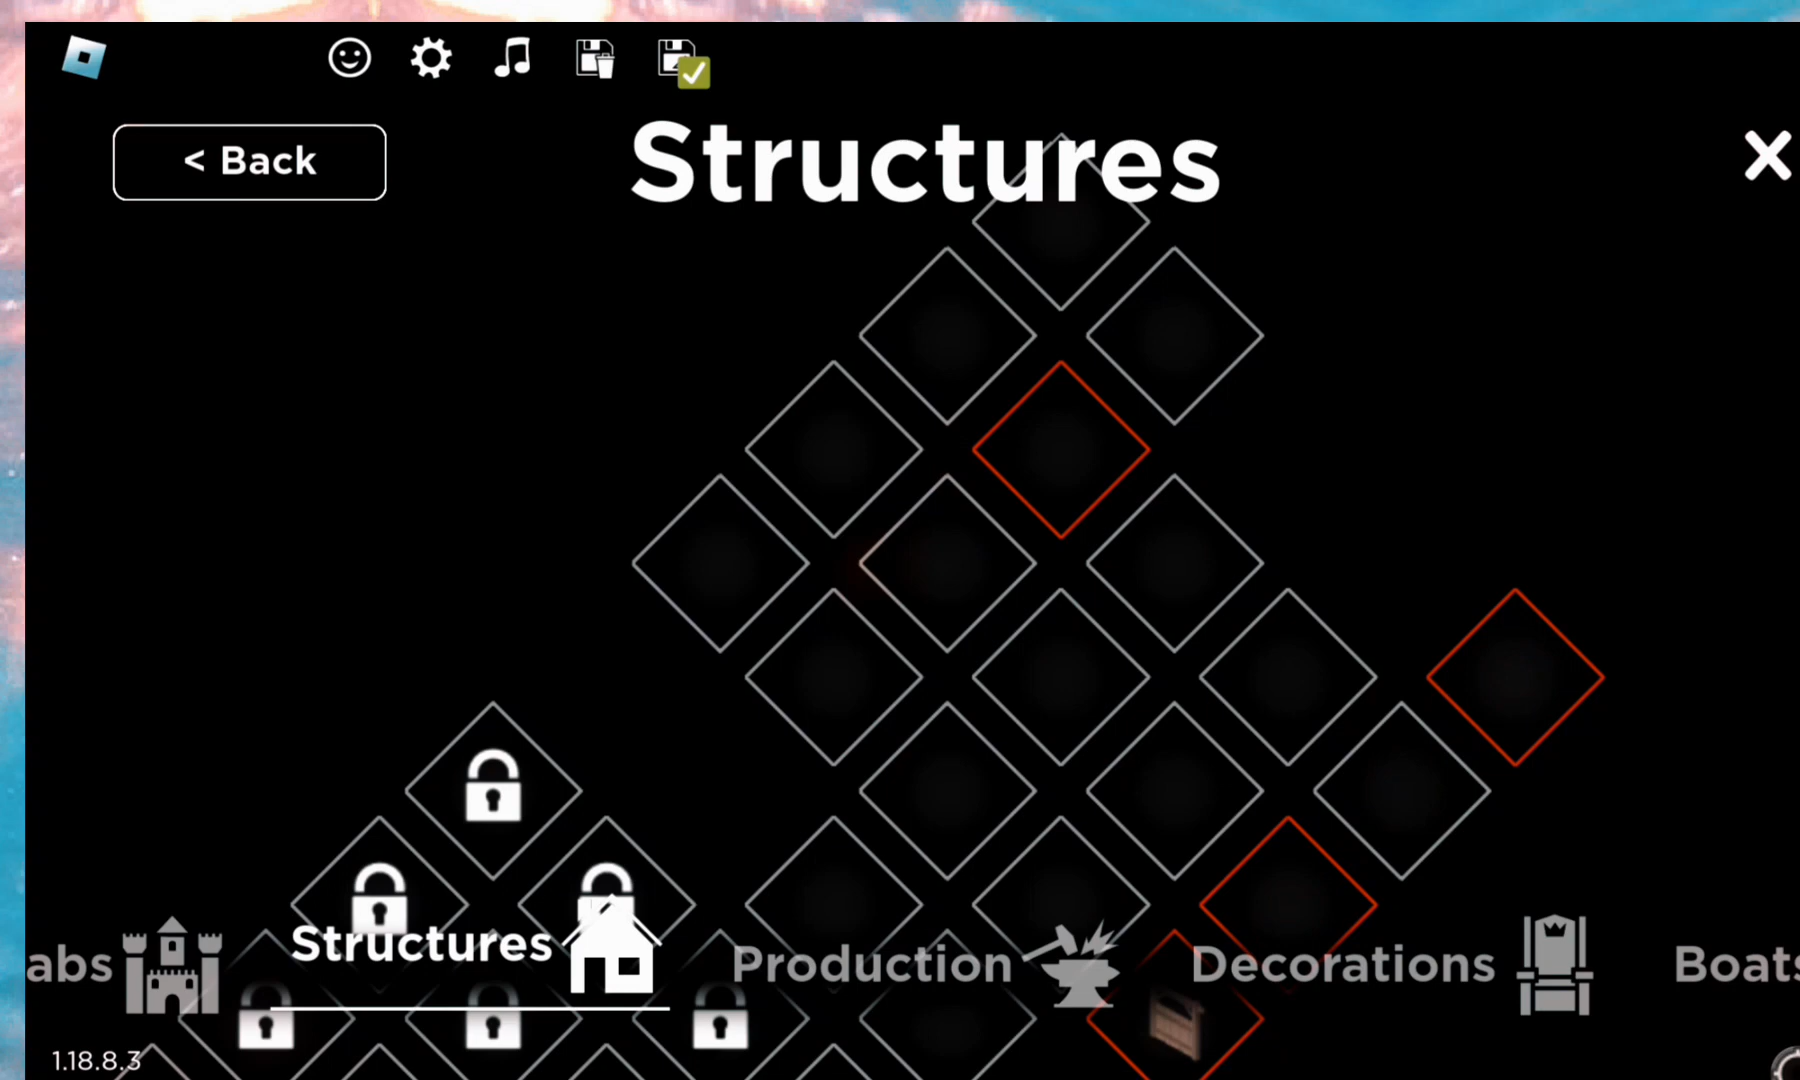 < Back
Structures
abs
Structures
Production
Decorations
Boats
1.18.8.3